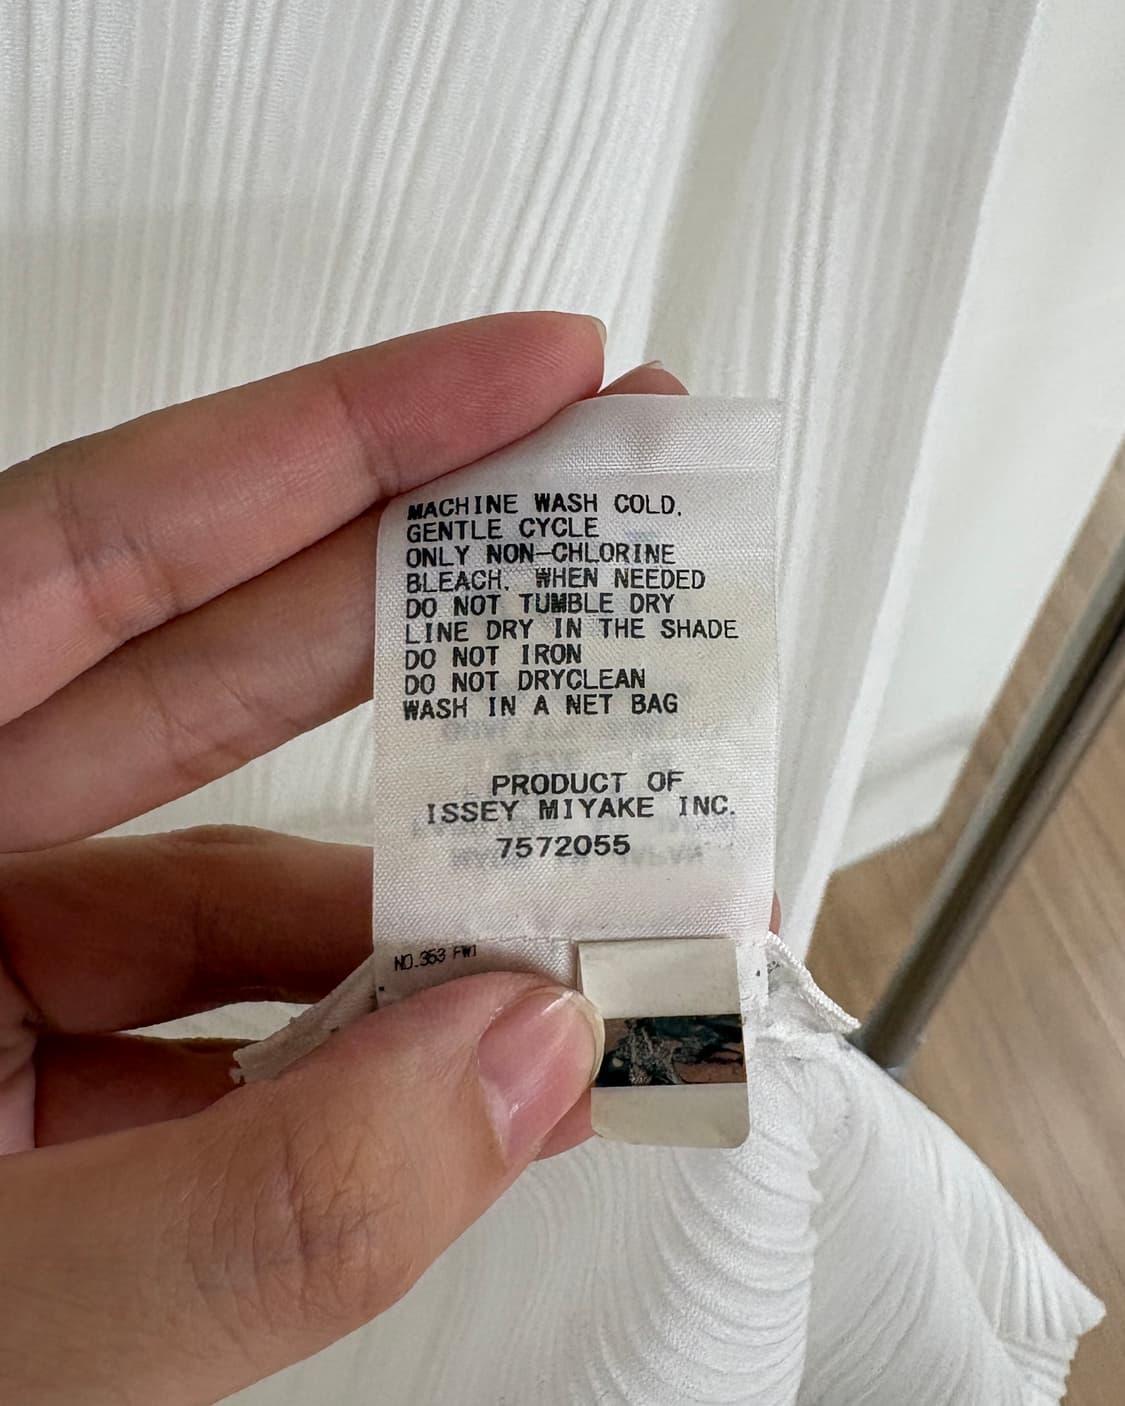 MACHINE WASH COLD,
GENTLE CYCLE
ONLY NON-CHLORINE
BLEACH, WHEN NEEDED
DO NOT TUMBLE DRY
LINE DRY IN THE SHADE
DO NOT IRON
DO NOT DRYCLEAN
WASH IN A NET BAG
PRODUCT OF
ISSEY MIYAKE INC.
7572055
NO.353 FW1